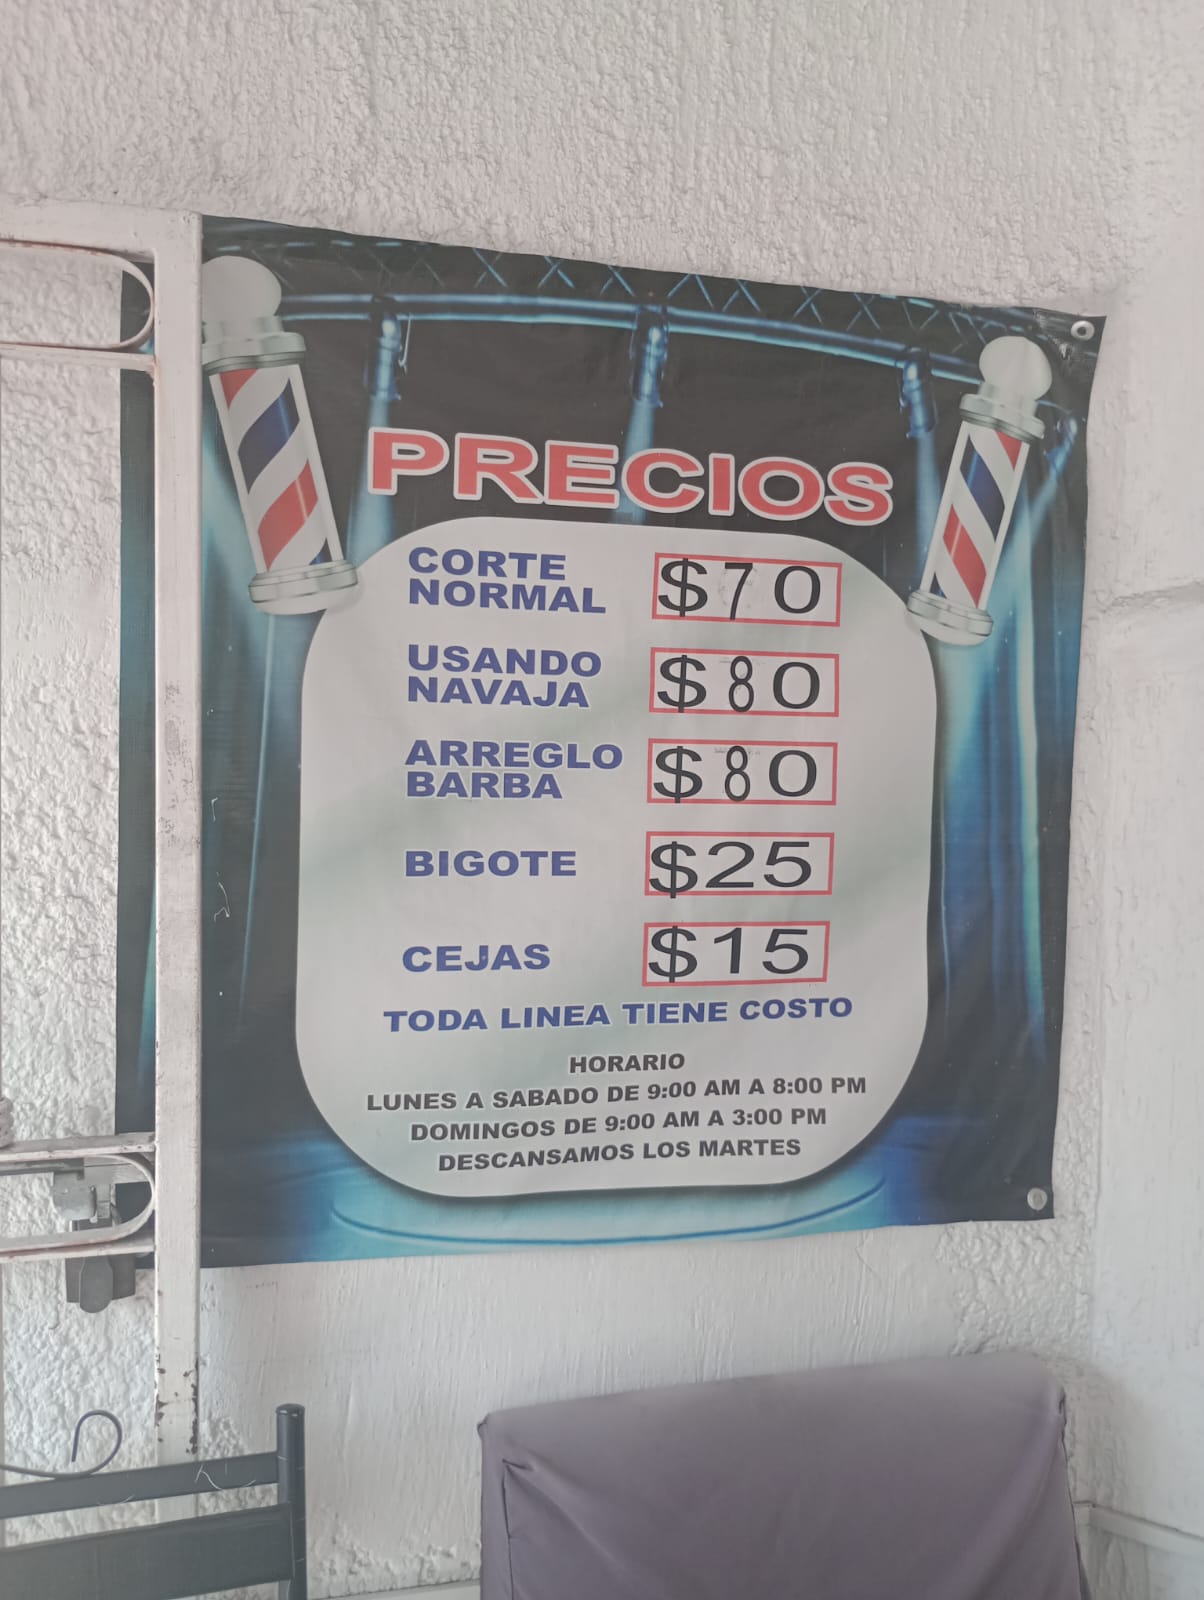 PRECIOS
CORTE
NORMAL $70
USANDO
NAVAJA $80
ARREGLO
BARBA $80
BIGOTE $25
CEJAS $15
TODA LINEA TIENE COSTO
HORARIO
LUNES A SABADO DE 9:00 AM A 8:00 PM
DOMINGOS DE 9:00 AM A 3:00 PM
DESCANSAMOS LOS MARTES